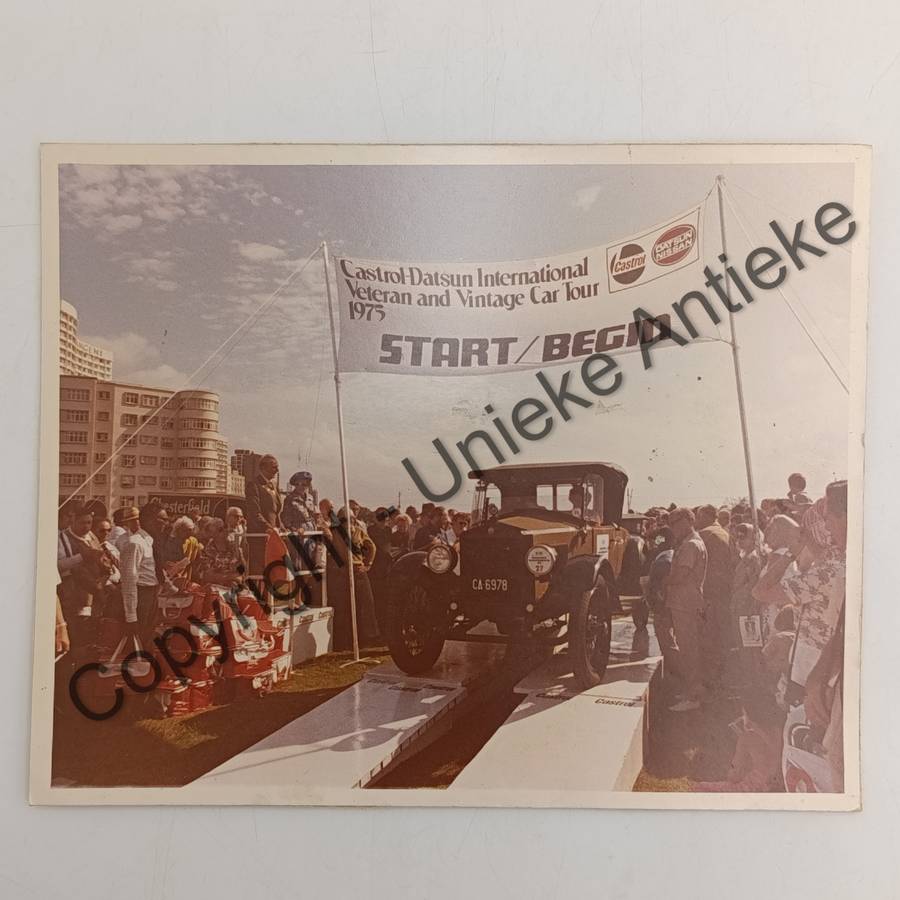 Castrol-Datsun International
Veteran and Vintage Car Tour
1975
START/BEGIN
Castrol
DATSUN
NISSAN
Chesterfield
27
CA·6978
Castrol
Copyright - Unieke Antieke